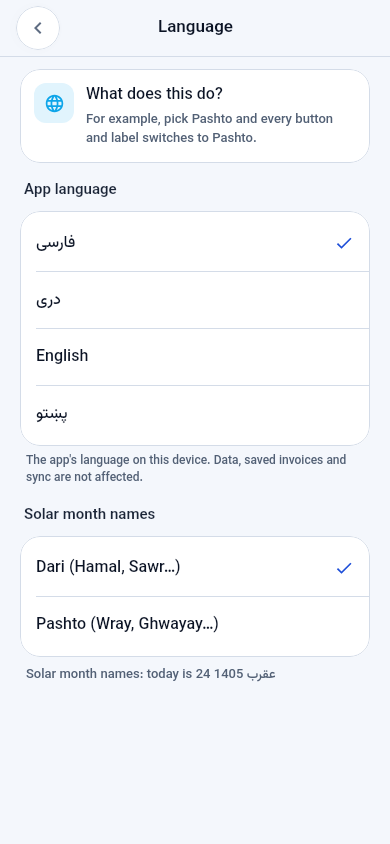 Language
What does this do?
For example, pick Pashto and every button
and label switches to Pashto.
App language
فارسی
دری
English
پښتو
The app's language on this device. Data, saved invoices and
sync are not affected.
Solar month names
Dari (Hamal, Sawr…)
Pashto (Wray, Ghwayay…)
Solar month names: today is 24 عقرب 1405